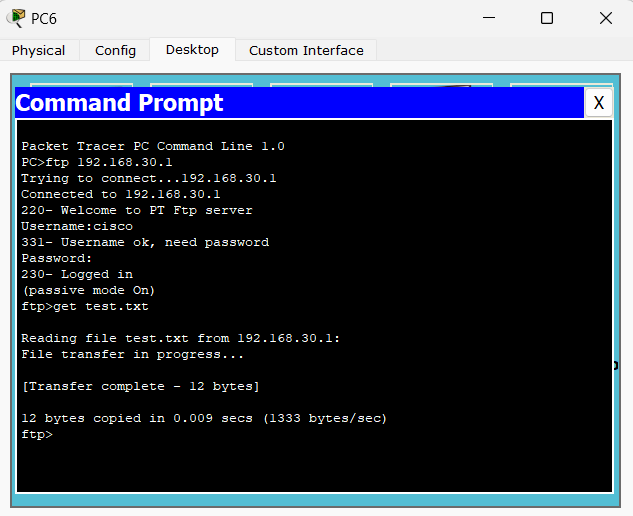 PC6
Physical Config Desktop Custom Interface
Command Prompt X
Packet Tracer PC Command Line 1.0
PC>ftp 192.168.30.1
Trying to connect...192.168.30.1
Connected to 192.168.30.1
220- Welcome to PT Ftp server
Username:cisco
331- Username ok, need password
Password:
230- Logged in
(passive mode On)
ftp>get test.txt
Reading file test.txt from 192.168.30.1:
File transfer in progress...
[Transfer complete - 12 bytes]
12 bytes copied in 0.009 secs (1333 bytes/sec)
ftp>